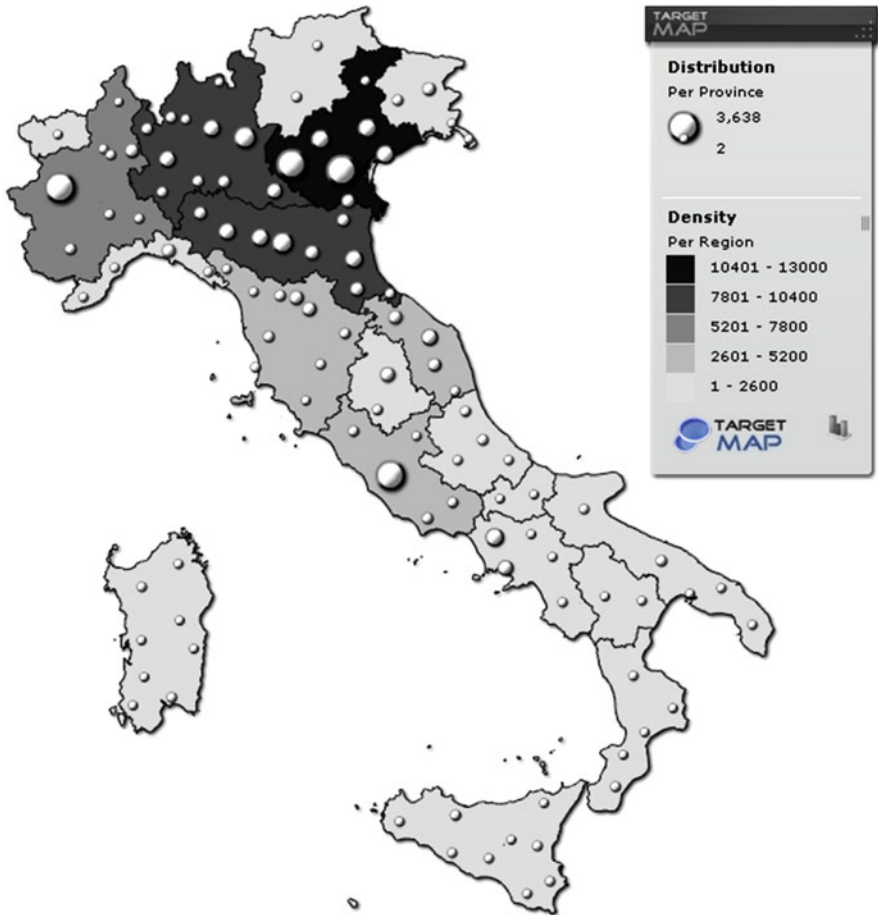 TARGET
MAP
Distribution
Per Province
3,638
2
Density
Per Region
10401 - 13000
7801 - 10400
5201 - 7800
2601 - 5200
1 - 2600
TARGET
MAP